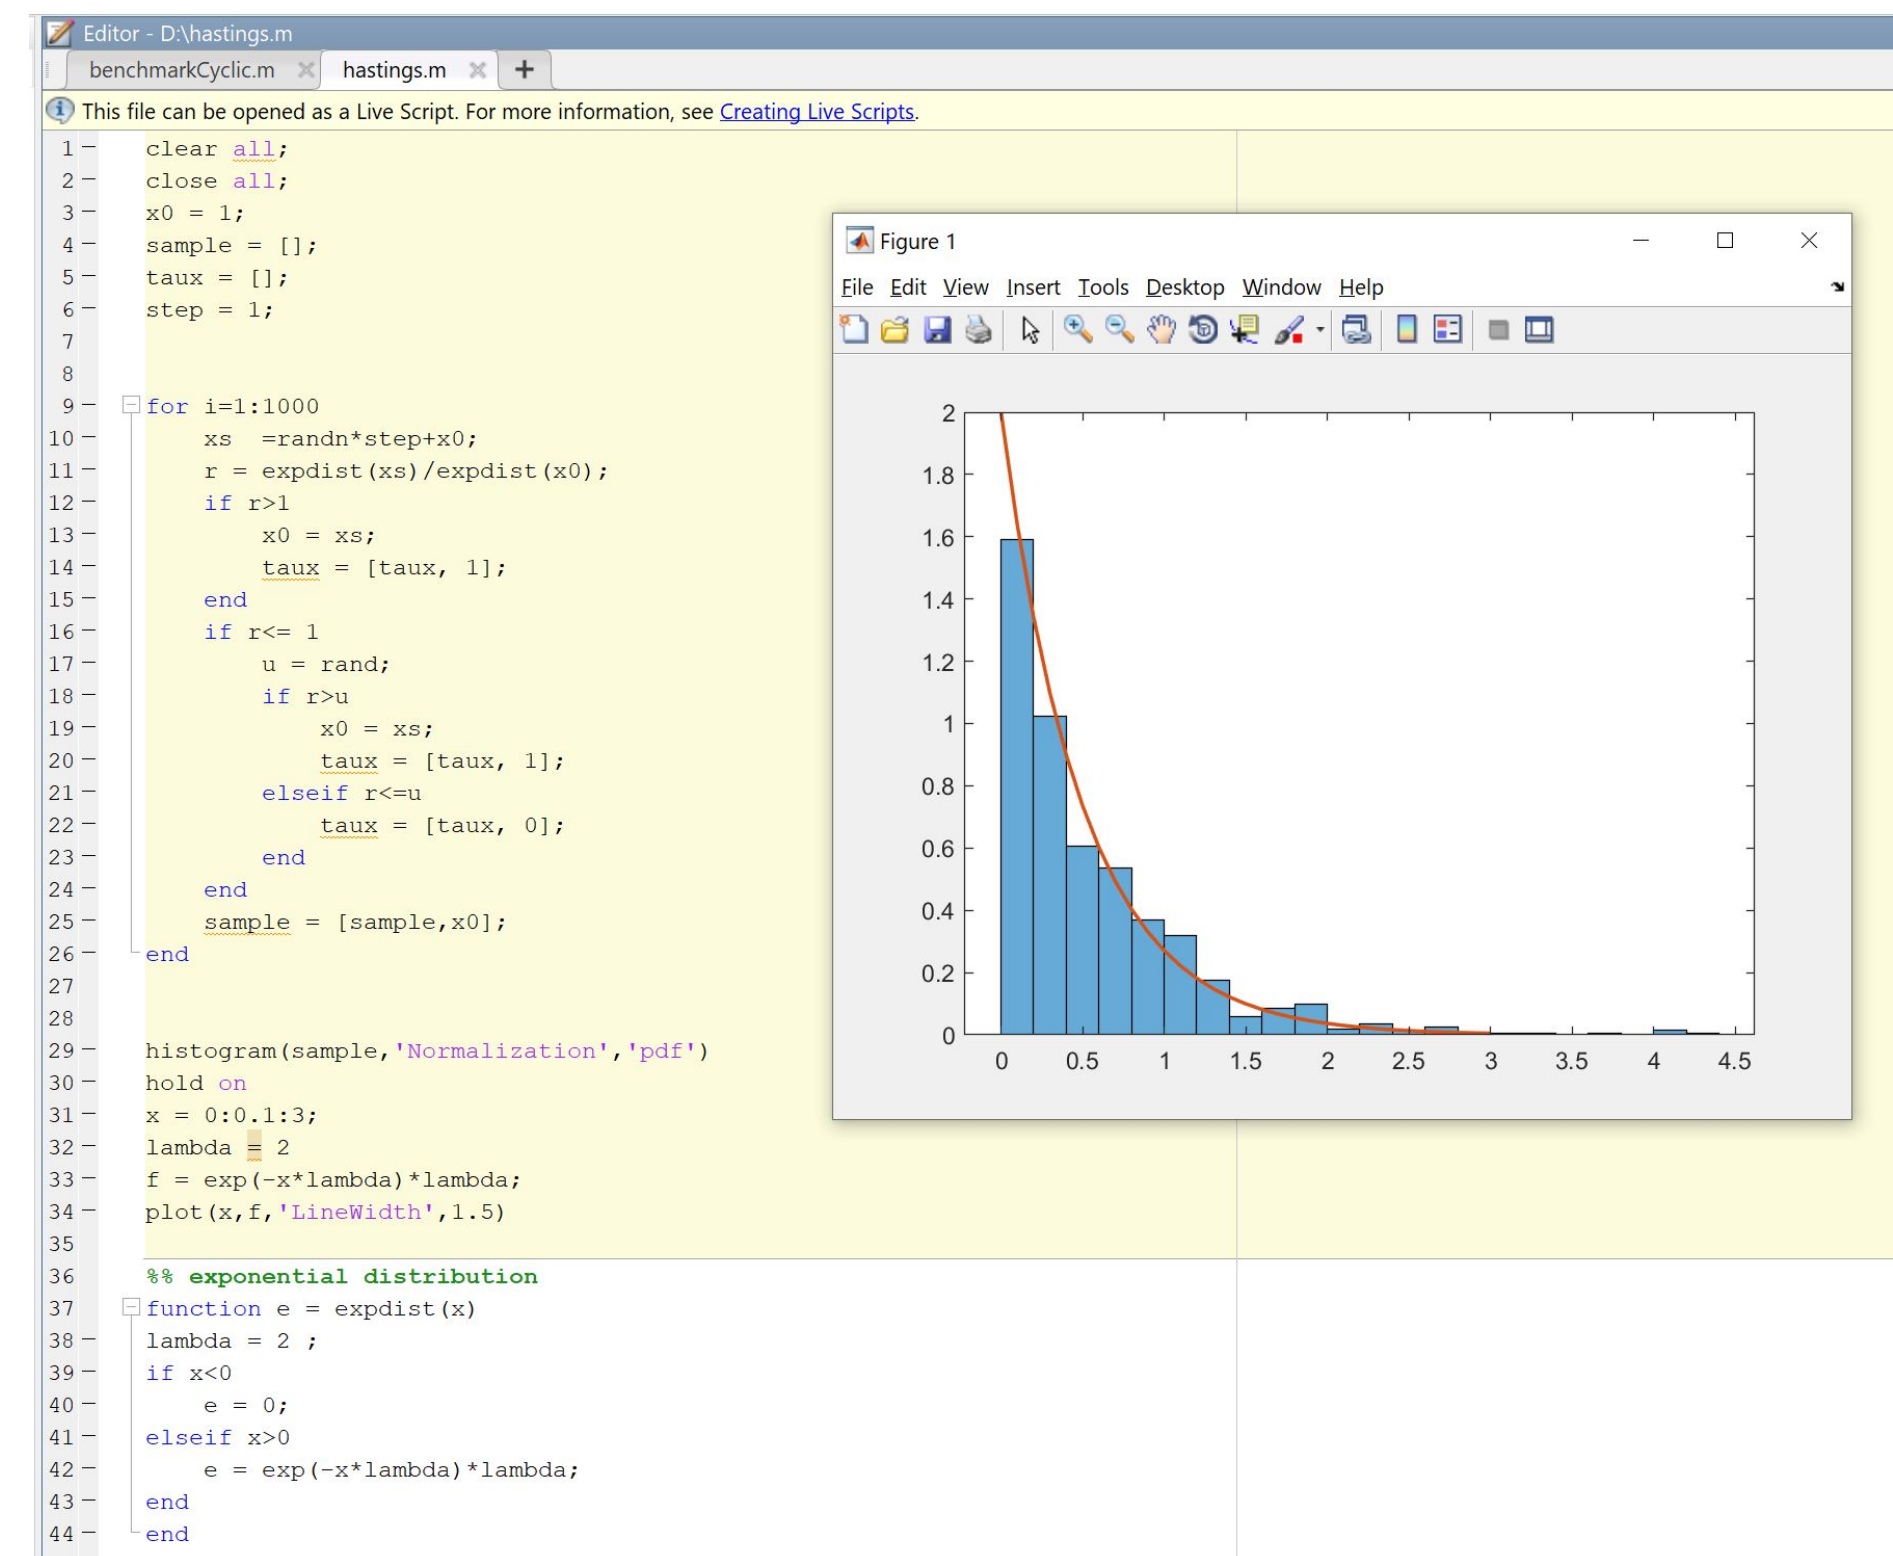 Editor - D:\hastings.m
benchmarkCyclic.m hastings.m +
This file can be opened as a Live Script. For more information, see Creating Live Scripts.
1 clear all;
2 close all;
3 x0 = 1;
4 sample = [];
5 taux = [];
6 step = 1;
7
8
9 for i=1:1000
10 xs  =randn*step+x0;
11 r = expdist(xs)/expdist(x0);
12 if r>1
13 x0 = xs;
14 taux = [taux, 1];
15 end
16 if r<= 1
17 u = rand;
18 if r>u
19 x0 = xs;
20 taux = [taux, 1];
21 elseif r<=u
22 taux = [taux, 0];
23 end
24 end
25 sample = [sample,x0];
26 end
27
28
29 histogram(sample,'Normalization','pdf')
30 hold on
31 x = 0:0.1:3;
32 lambda = 2
33 f = exp(-x*lambda)*lambda;
34 plot(x,f,'LineWidth',1.5)
35
36 %% exponential distribution
37 function e = expdist(x)
38 lambda = 2 ;
39 if x<0
40 e = 0;
41 elseif x>0
42 e = exp(-x*lambda)*lambda;
43 end
44 end
Figure 1
File Edit View Insert Tools Desktop Window Help
2
1.8
1.6
1.4
1.2
1
0.8
0.6
0.4
0.2
0
0 0.5 1 1.5 2 2.5 3 3.5 4 4.5